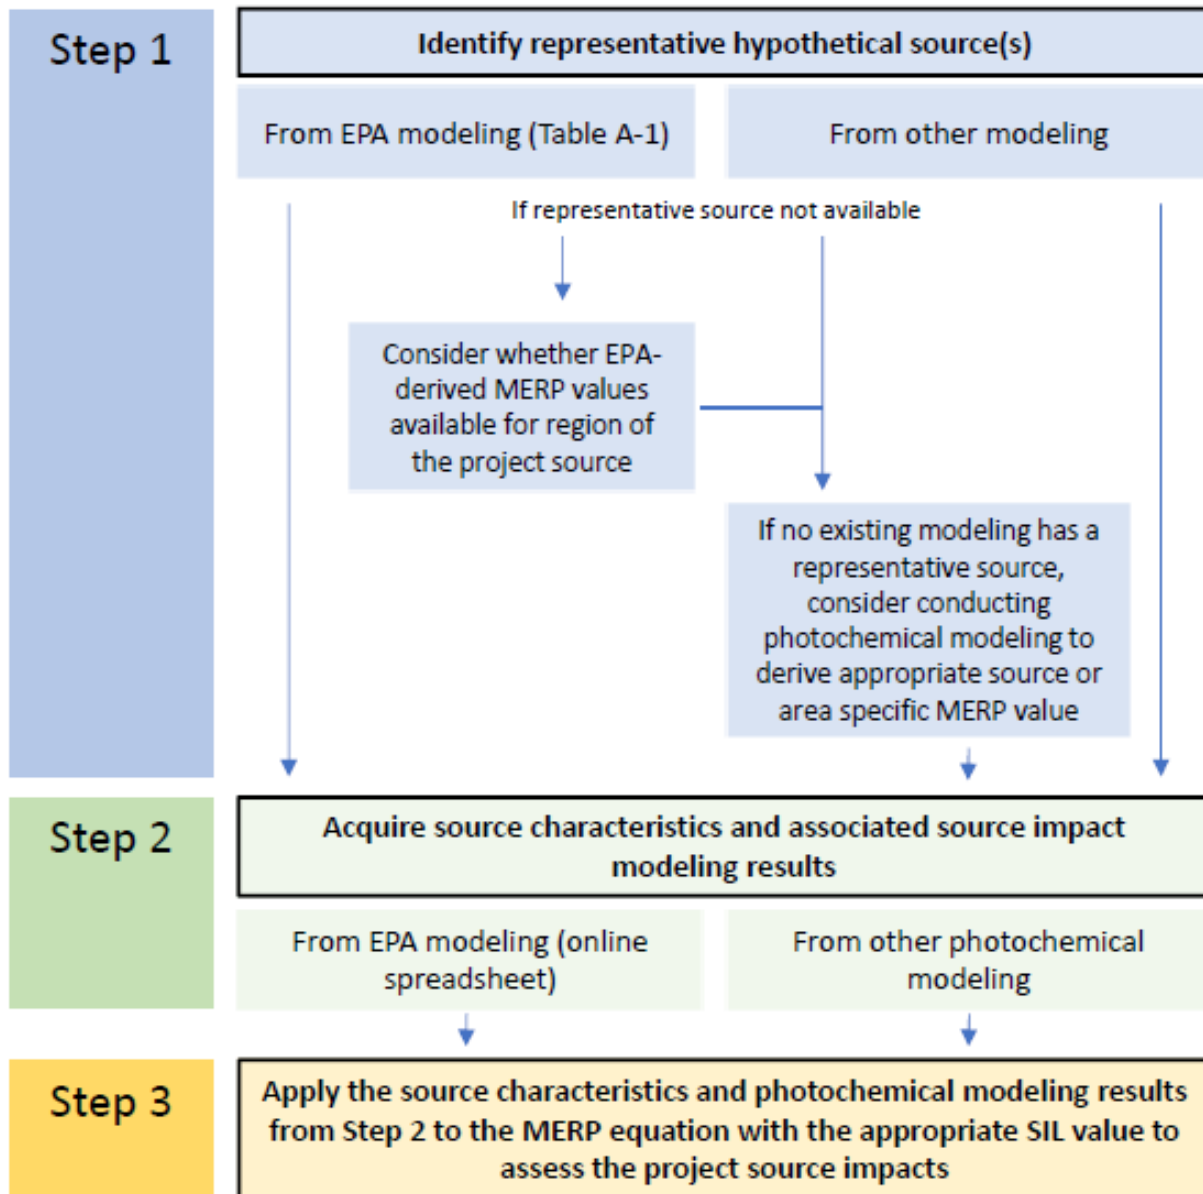 Step 1
Identify representative hypothetical source(s)
From EPA modeling (Table A-1)
From other modeling
If representative source not available
Consider whether EPA-
derived MERP values
available for region of
the project source
If no existing modeling has a
representative source,
consider conducting
photochemical modeling to
derive appropriate source or
area specific MERP value
Step 2
Acquire source characteristics and associated source impact
modeling results
From EPA modeling (online
spreadsheet)
From other photochemical
modeling
Step 3
Apply the source characteristics and photochemical modeling results
from Step 2 to the MERP equation with the appropriate SIL value to
assess the project source impacts